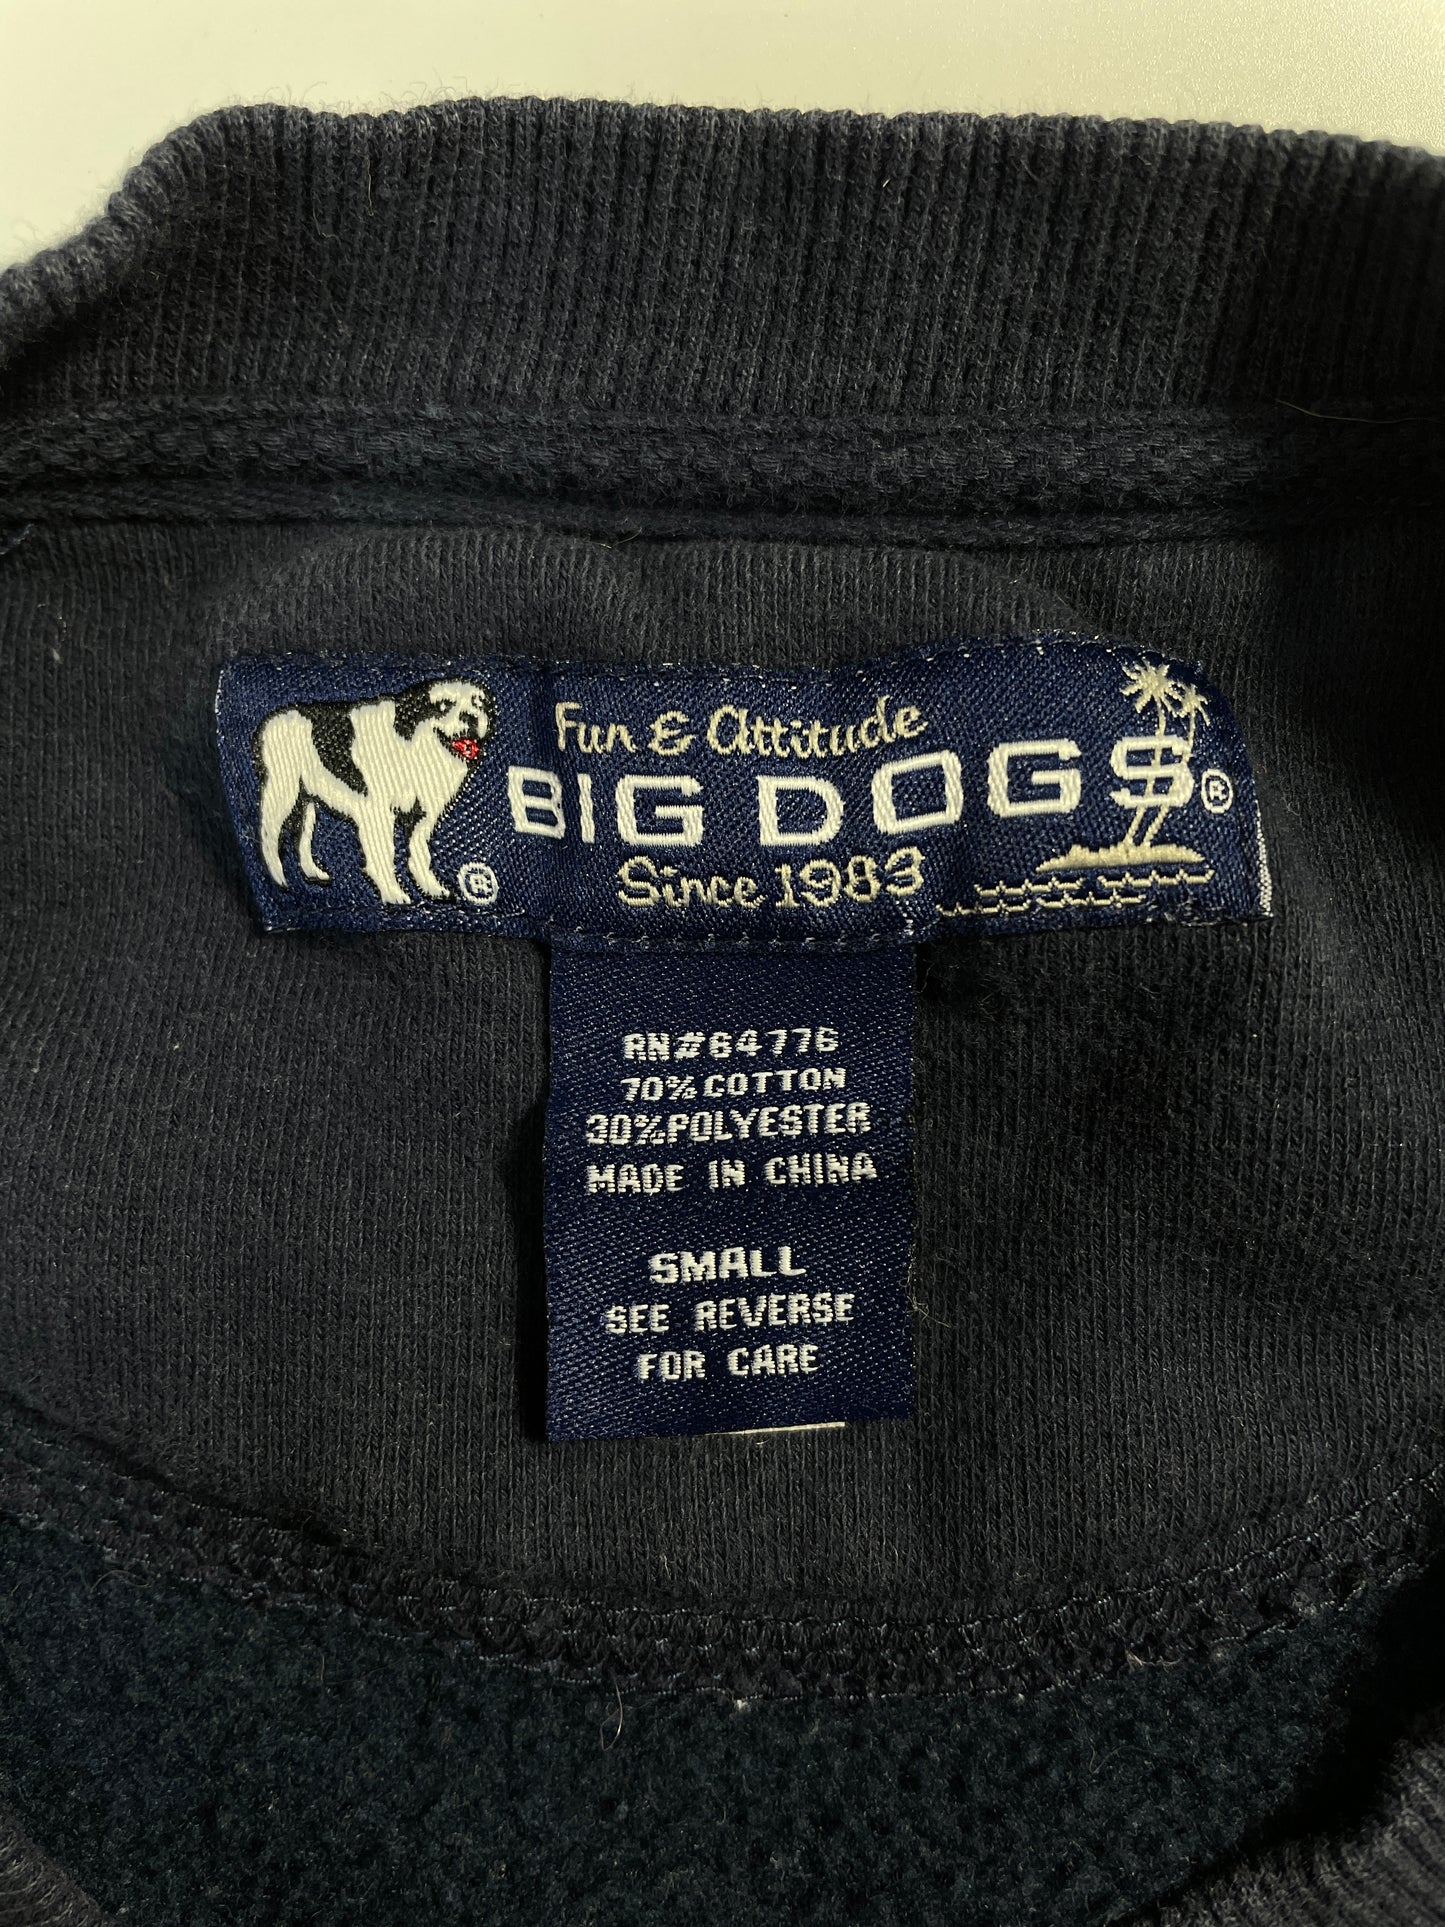 Fun & Attitude
BIG DOGS®
Since 1983
®
RN#64776
70% COTTON
30% POLYESTER
MADE IN CHINA
SMALL
SEE REVERSE
FOR CARE